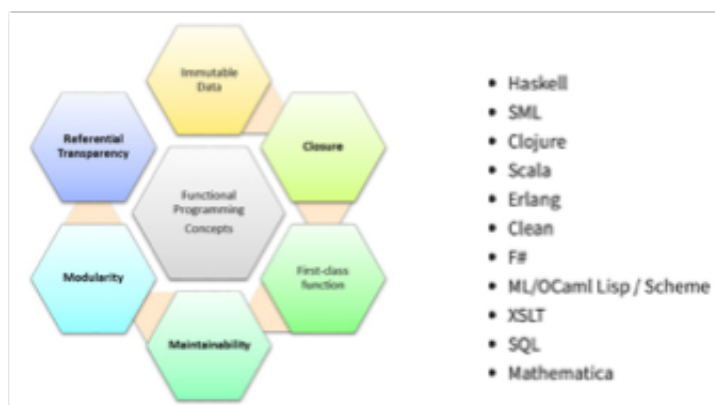 Immutable
Data
Referential
Transparency
Closure
Functional
Programming
Concepts
Modularity
First-class
function
Maintainability
• Haskell
• SML
• Clojure
• Scala
• Erlang
• Clean
• F#
• ML/OCaml Lisp / Scheme
• XSLT
• SQL
• Mathematica